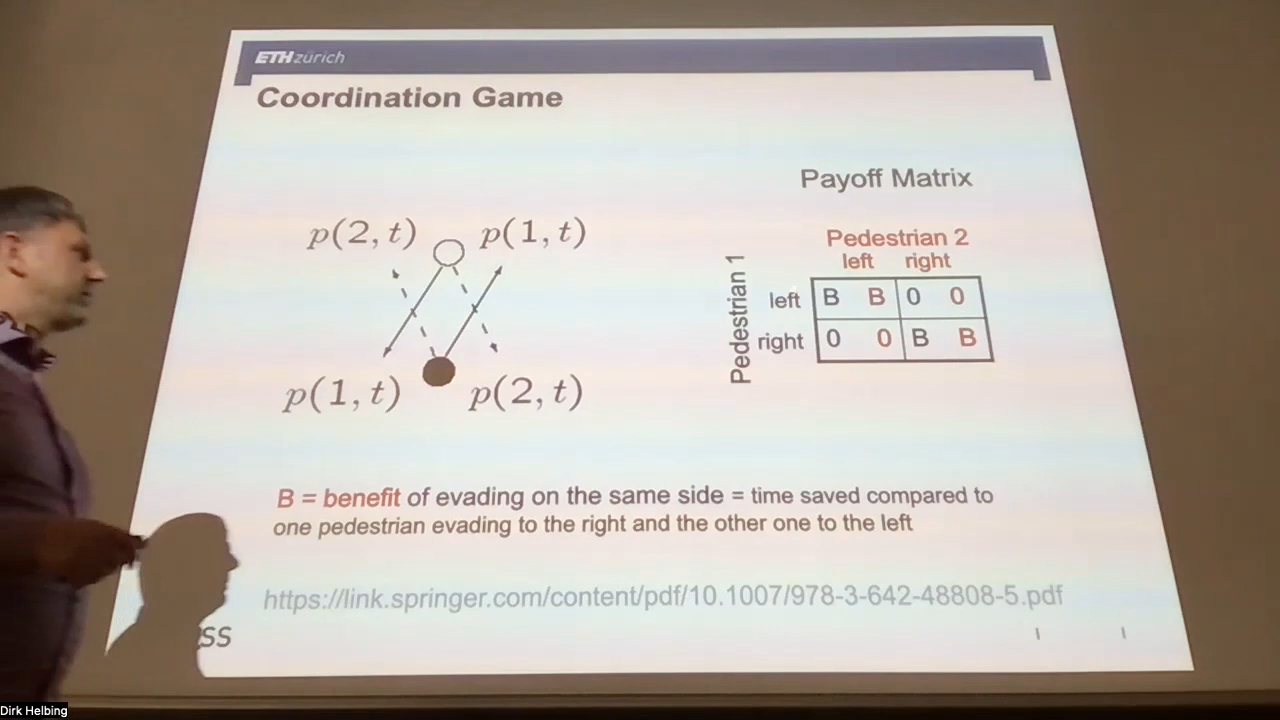 ETHzürich
Coordination Game
Payoff Matrix
p(2, t) p(1, t)
p(1, t) p(2, t)
Pedestrian 2
left right
Pedestrian 1
left B B 0 0
right 0 0 B B
B = benefit of evading on the same side = time saved compared to
one pedestrian evading to the right and the other one to the left
https://link.springer.com/content/pdf/10.1007/978-3-642-48808-5.pdf
SS
Dirk Helbing